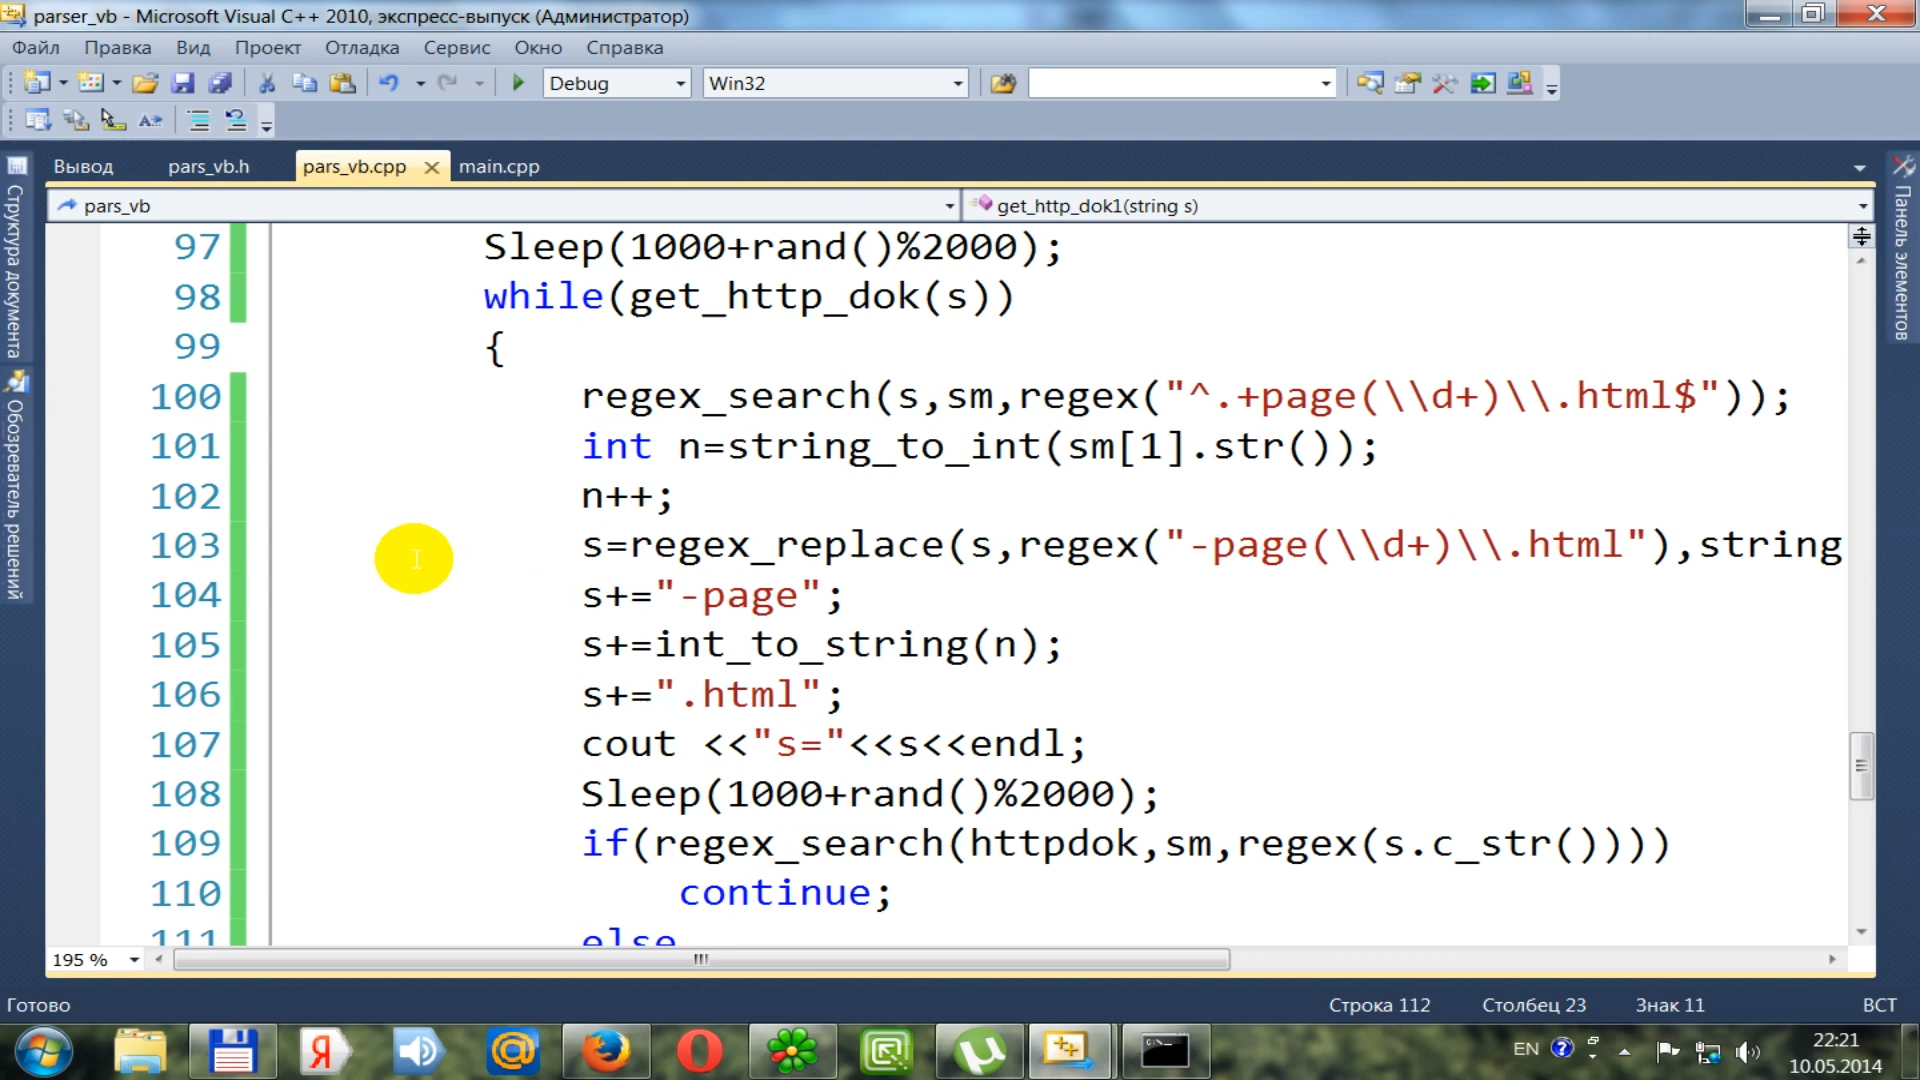 parser_vb - Microsoft Visual C++ 2010, экспресс-выпуск (Администратор)
Файл Правка Вид Проект Отладка Сервис Окно Справка
Debug Win32
Вывод pars_vb.h pars_vb.cpp main.cpp
pars_vb get_http_dok1(string s)
Структура документа
Обозреватель решений
Панель элементов
97 Sleep(1000+rand()%2000);
98 while(get_http_dok(s))
99 {
100 regex_search(s,sm,regex("^.+page(\\d+)\\.html$"));
101 int n=string_to_int(sm[1].str());
102 n++;
103 s=regex_replace(s,regex("-page(\\d+)\\.html"),string
104 s+="-page";
105 s+=int_to_string(n);
106 s+=".html";
107 cout <<"s="<<s<<endl;
108 Sleep(1000+rand()%2000);
109 if(regex_search(httpdok,sm,regex(s.c_str())))
110 continue;
111 else
195 %
Готово Строка 112 Столбец 23 Знак 11 ВСТ
EN 22:21
10.05.2014